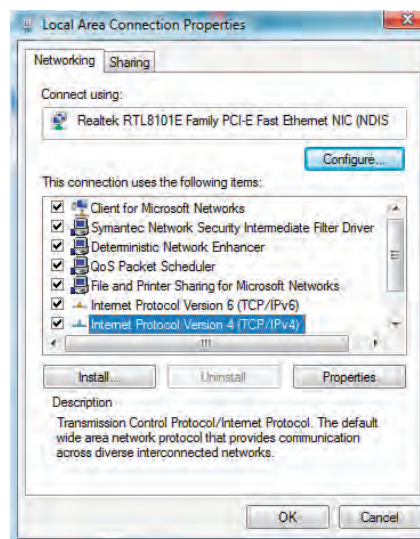 Local Area Connection Properties
Networking Sharing
Connect using:
Realtek RTL8101E Family PCI-E Fast Ethernet NIC (NDIS
Configure...
This connection uses the following items:
Client for Microsoft Networks
Symantec Network Security Intermediate Filter Driver
Deterministic Network Enhancer
QoS Packet Scheduler
File and Printer Sharing for Microsoft Networks
Internet Protocol Version 6 (TCP/IPv6)
Internet Protocol Version 4 (TCP/IPv4)
Install... Uninstall Properties
Description
Transmission Control Protocol/Internet Protocol. The default
wide area network protocol that provides communication
across diverse interconnected networks.
OK Cancel